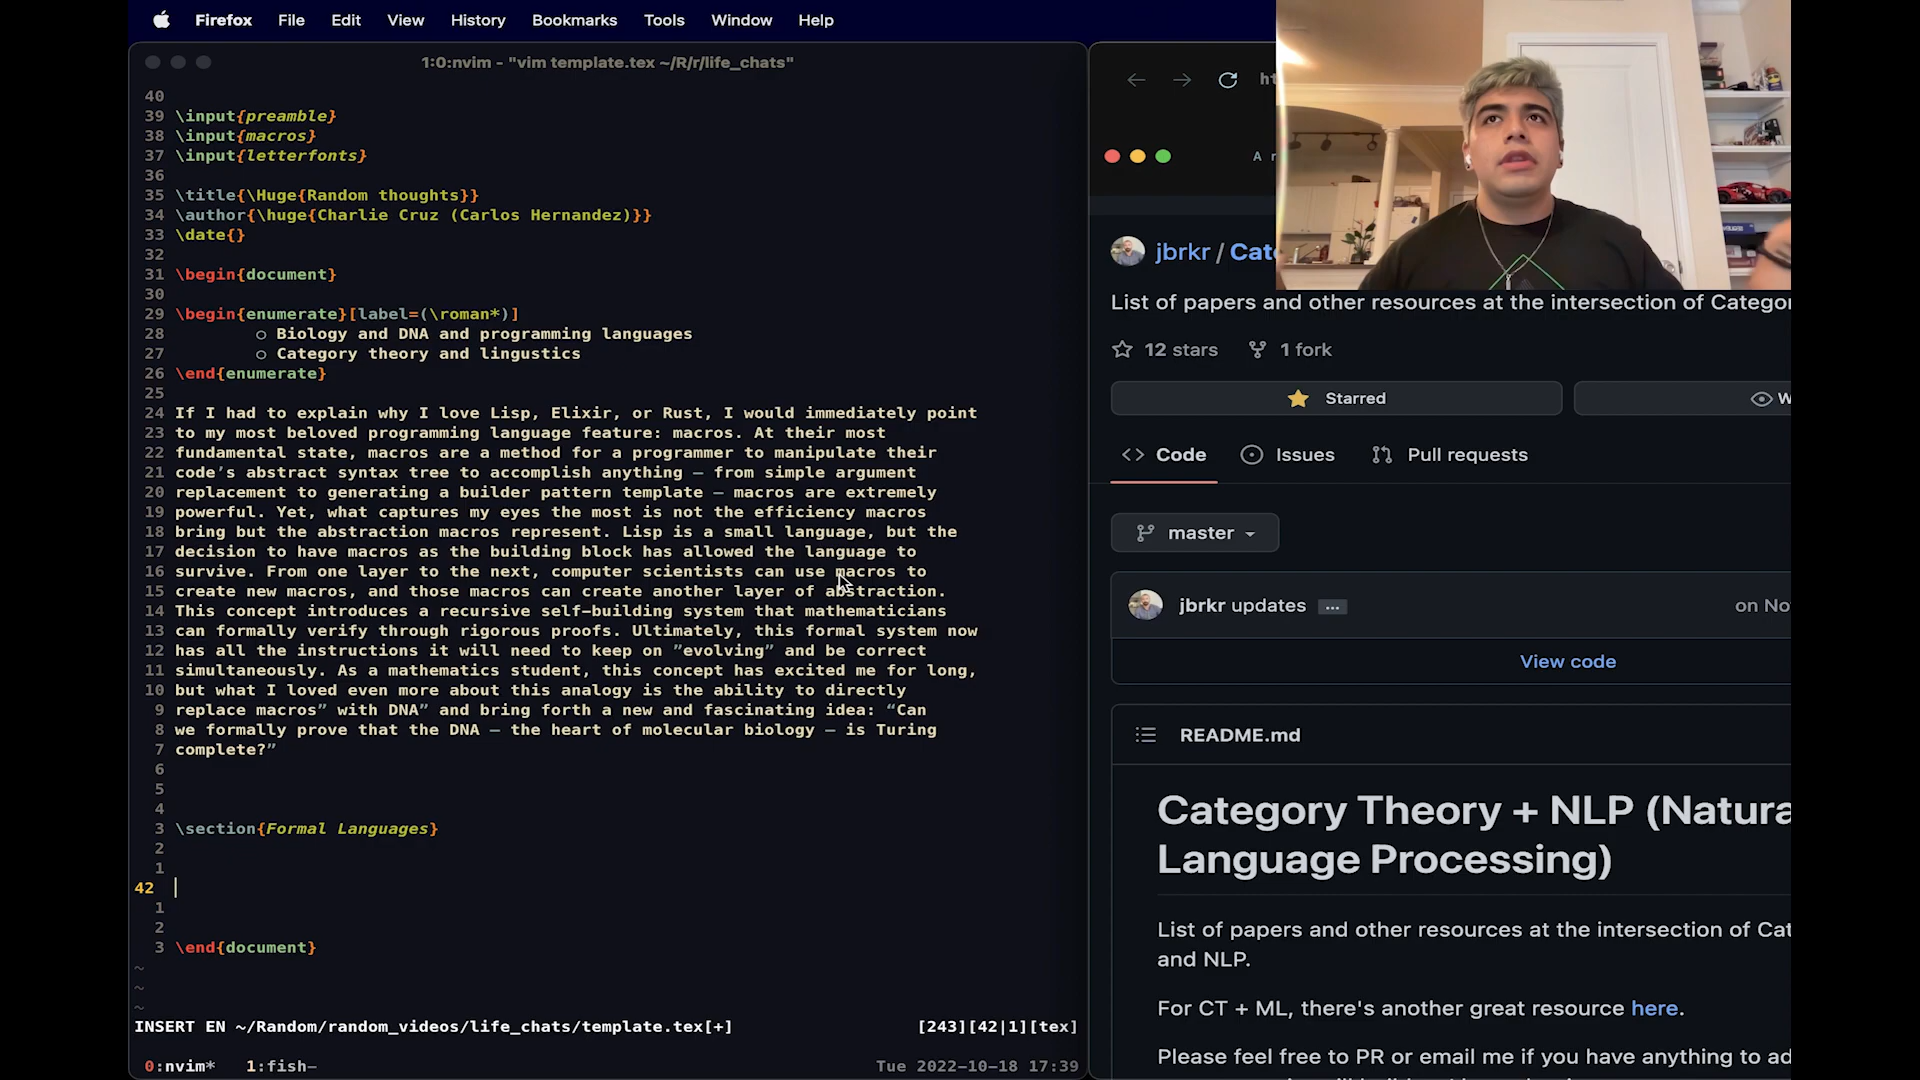 Firefox File Edit View History Bookmarks Tools Window Help
1:0:nvim - "vim template.tex ~/R/r/life_chats"
40
39 \input{preamble}
38 \input{macros}
37 \input{letterfonts}
36
35 \title{\Huge{Random thoughts}}
34 \author{\huge{Charlie Cruz (Carlos Hernandez)}}
33 \date{}
32
31 \begin{document}
30
29 \begin{enumerate}[label=(\roman*)]
28 ○ Biology and DNA and programming languages
27 ○ Category theory and lingustics
26 \end{enumerate}
25
24 If I had to explain why I love Lisp, Elixir, or Rust, I would immediately point
23 to my most beloved programming language feature: macros. At their most
22 fundamental state, macros are a method for a programmer to manipulate their
21 code’s abstract syntax tree to accomplish anything — from simple argument
20 replacement to generating a builder pattern template — macros are extremely
19 powerful. Yet, what captures my eyes the most is not the efficiency macros
18 bring but the abstraction macros represent. Lisp is a small language, but the
17 decision to have macros as the building block has allowed the language to
16 survive. From one layer to the next, computer scientists can use macros to
15 create new macros, and those macros can create another layer of abstraction.
14 This concept introduces a recursive self-building system that mathematicians
13 can formally verify through rigorous proofs. Ultimately, this formal system now
12 has all the instructions it will need to keep on ”evolving” and be correct
11 simultaneously. As a mathematics student, this concept has excited me for long,
10 but what I loved even more about this analogy is the ability to directly
9 replace macros” with DNA” and bring forth a new and fascinating idea: “Can
8 we formally prove that the DNA — the heart of molecular biology — is Turing
7 complete?”
6
5
4
3 \section{Formal Languages}
2
1
42
1
2
3 \end{document}
~
~
~
INSERT EN ~/Random/random_videos/life_chats/template.tex[+] [243][42|1][tex]
0:nvim* 1:fish- Tue 2022-10-18 17:39
ht
A r
jbrkr / Cate
List of papers and other resources at the intersection of Categor
12 stars 1 fork
Starred W
Code Issues Pull requests
master
jbrkr updates ... on No
View code
README.md
Category Theory + NLP (Natura
Language Processing)
List of papers and other resources at the intersection of Cat
and NLP.
For CT + ML, there's another great resource here.
Please feel free to PR or email me if you have anything to ad